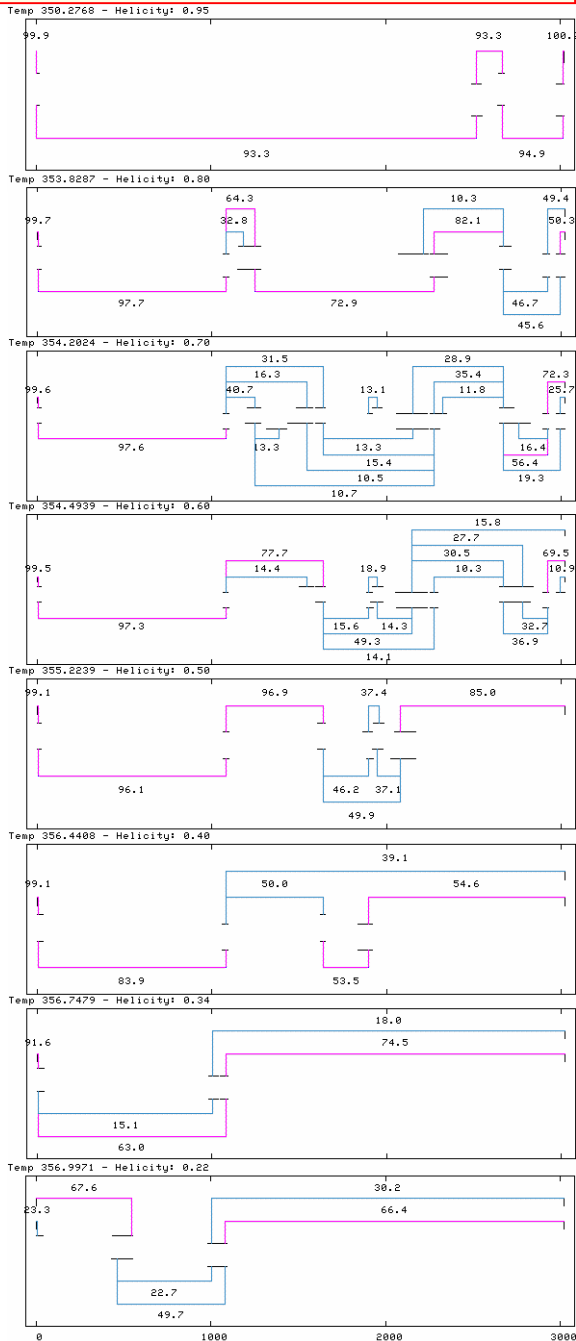 Temp 350.2768 - Helicity: 0.95
99.9 93.3
93.3 94.9
Temp 353.8287 - Helicity: 0.80
64.3 10.3 49.4
99.7 32.8 82.1 50.3
97.7 72.9 46.7
45.6
Temp 354.2024 - Helicity: 0.70
31.5 28.9
16.3 35.4 72.3
99.6 40.7 13.1 11.8 25.7
97.6 13.3 13.3 16.4
15.4 56.4
10.5 19.3
10.7
Temp 354.4939 - Helicity: 0.60
15.8
27.7
77.7 30.5 69.5
99.5 14.4 18.9 10.3 10.9
97.3 15.6 14.3 32.7
49.3 36.9
14.1
Temp 355.2239 - Helicity: 0.50
99.1 96.9 37.4 85.0
96.1 46.2 37.1
49.9
Temp 356.4408 - Helicity: 0.40
39.1
99.1 50.0 54.6
83.9 53.5
Temp 356.7479 - Helicity: 0.34
18.0
91.6 74.5
15.1
63.0
Temp 356.9971 - Helicity: 0.22
67.6 30.2
23.3 66.4
22.7
49.7
0 1000 2000 3000